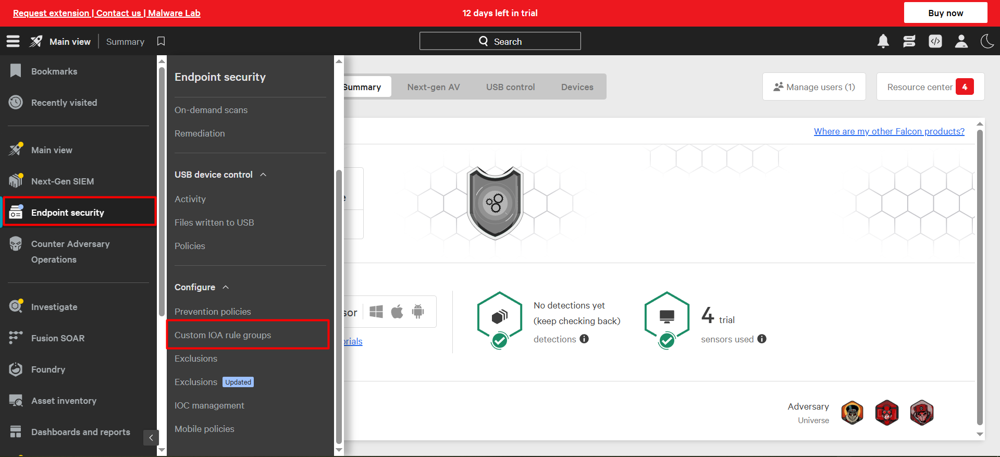 Request extension | Contact us | Malware Lab
12 days left in trial
Buy now
Main view
Summary
Search
Bookmarks
Recently visited
Main view
Next-Gen SIEM
Endpoint security
Counter Adversary
Operations
Investigate
Fusion SOAR
Foundry
Asset inventory
Dashboards and reports
Endpoint security
On-demand scans
Remediation
USB device control
Activity
Files written to USB
Policies
Configure
Prevention policies
Custom IOA rule groups
Exclusions
Exclusions Updated
IOC management
Mobile policies
Summary
Next-gen AV
USB control
Devices
Manage users (1)
Resource center 4
Where are my other Falcon products?
e
sor
orials
No detections yet
(keep checking back)
detections
4 trial
sensors used
Adversary
Universe